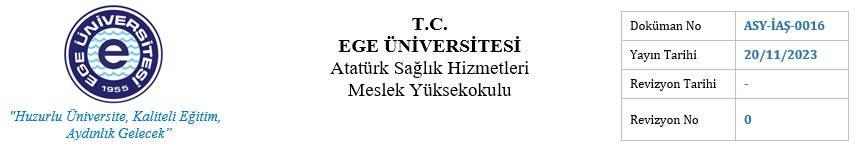 EGE ÜNİVERSİTESİ
e
1955
"Huzurlu Üniversite, Kaliteli Eğitim,
Aydınlık Gelecek"
T.C.
EGE ÜNİVERSİTESİ
Atatürk Sağlık Hizmetleri
Meslek Yüksekokulu
Doküman No ASY-İAŞ-0016
Yayın Tarihi 20/11/2023
Revizyon Tarihi -
Revizyon No 0